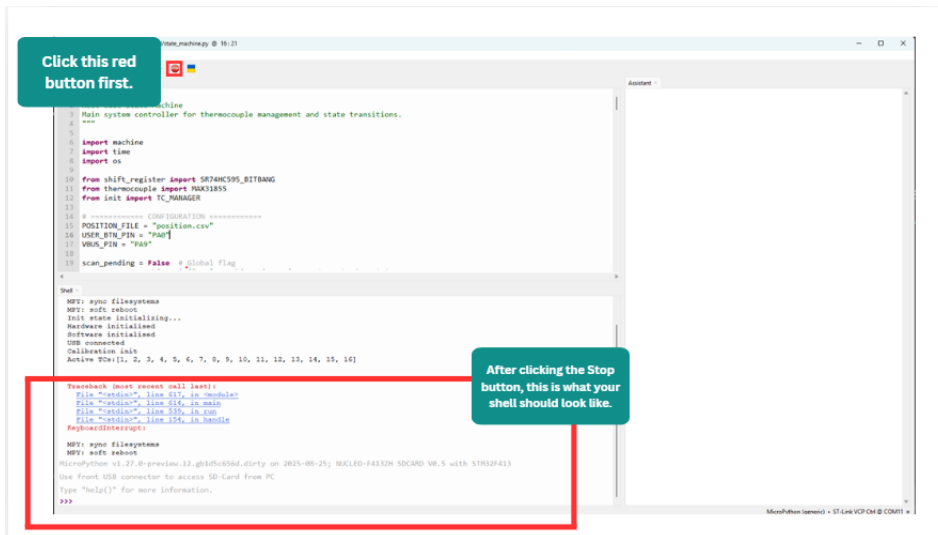 state_machine.py @ 16:21
Click this red
button first.
Assistant
Main system controller for thermocouple management and state transitions.
"""
import machine
import time
import os
from shift_register import SR74HC595_BITBANG
from thermocouple import MAX31855
from init import TC_MANAGER
# ============ CONFIGURATION ============
POSITION_FILE = "position.csv"
USER_BTN_PIN = "PA0"
VBUS_PIN = "PA9"
scan_pending = False # Global flag
Shell
MPY: sync filesystems
MPY: soft reboot
Init state initializing...
Hardware initialised
Software initialised
USB connected
Calibration init
Active TCs:[1, 2, 3, 4, 5, 6, 7, 8, 9, 10, 11, 12, 13, 14, 15, 16]
After clicking the Stop
button, this is what your
shell should look like.
Traceback (most recent call last):
File "<stdin>", line 617, in <module>
File "<stdin>", line 614, in main
File "<stdin>", line 535, in run
File "<stdin>", line 154, in handle
KeyboardInterrupt:
MPY: sync filesystems
MPY: soft reboot
MicroPython v1.27.0-preview.12.gb1d5c656d.dirty on 2025-08-25; NUCLEO-F413ZH SDCARD V0.5 with STM32F413
Use front USB connector to access SD-Card from PC
Type "help()" for more information.
>>>
MicroPython (generic) • ST-Link VCP Ctrl @ COM11